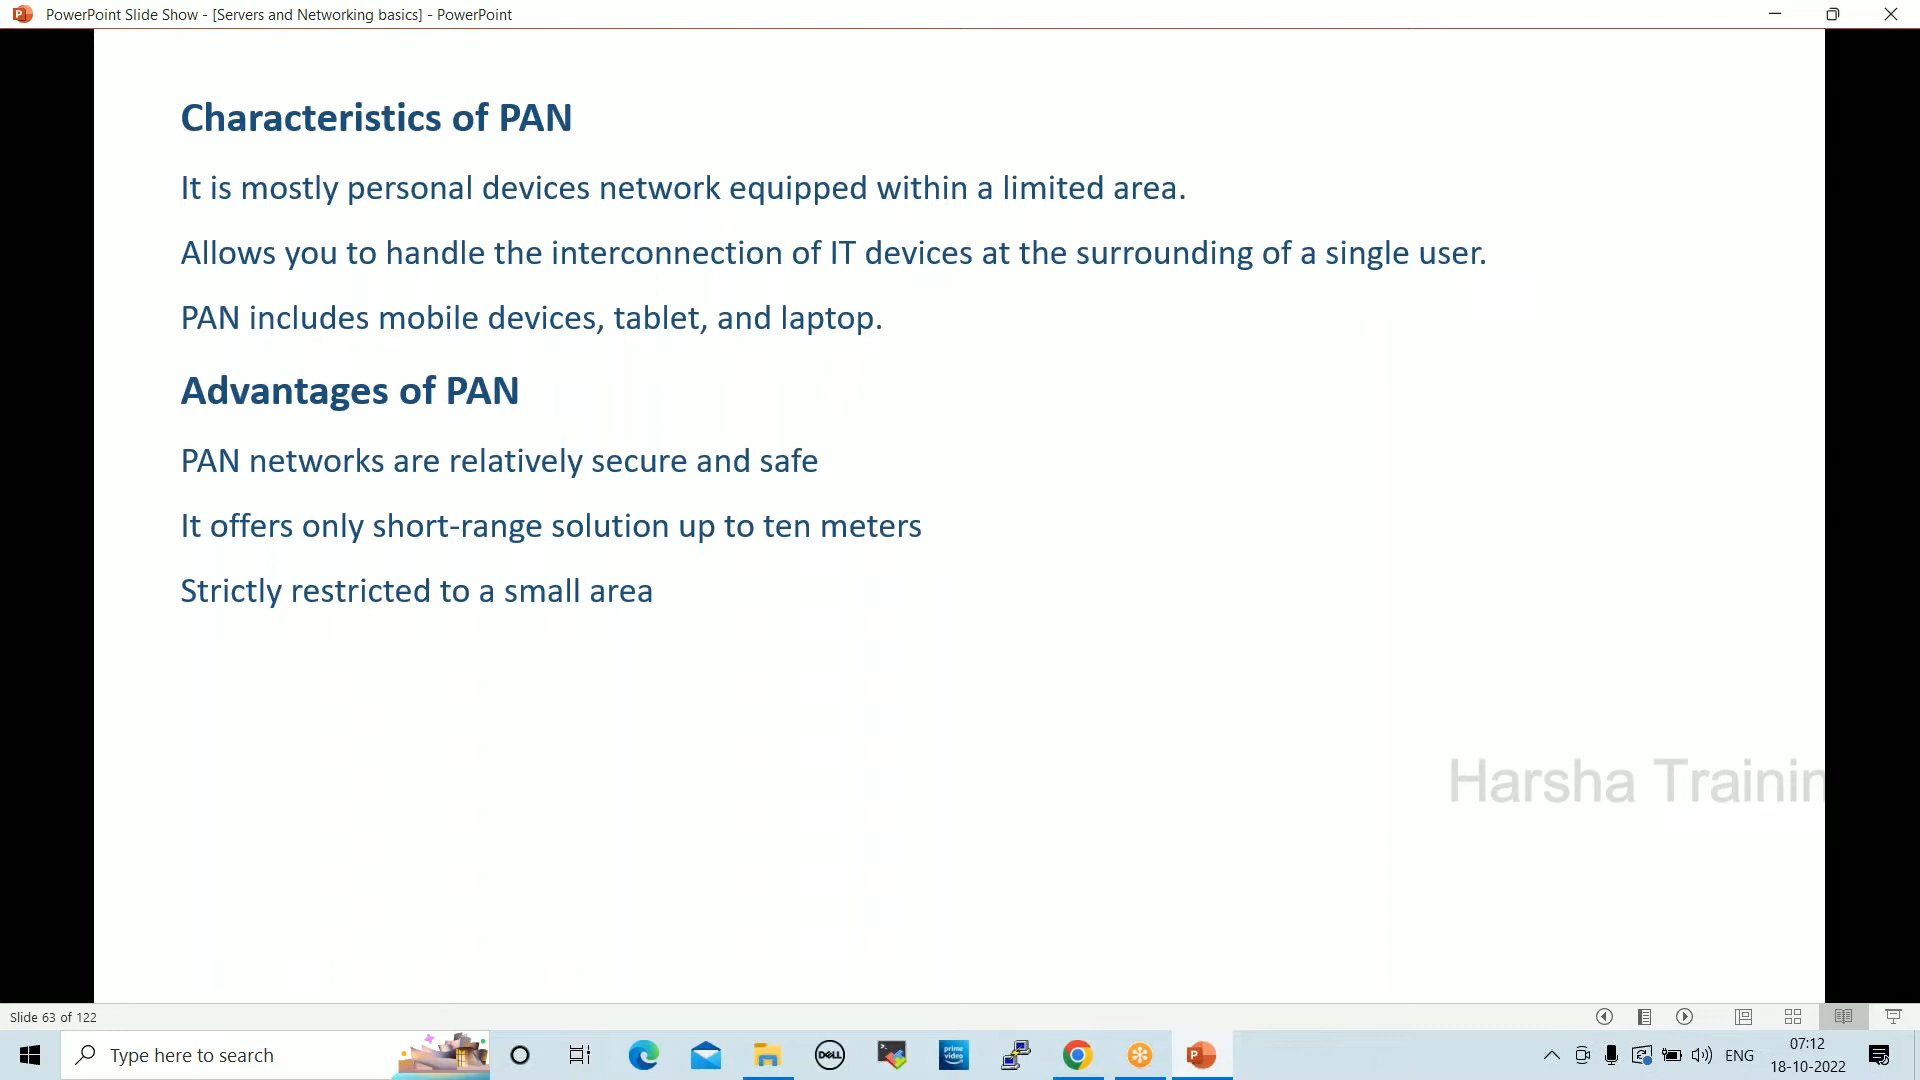 PowerPoint Slide Show - [Servers and Networking basics] - PowerPoint
Characteristics of PAN
It is mostly personal devices network equipped within a limited area.
Allows you to handle the interconnection of IT devices at the surrounding of a single user.
PAN includes mobile devices, tablet, and laptop.
Advantages of PAN
PAN networks are relatively secure and safe
It offers only short-range solution up to ten meters
Strictly restricted to a small area
Harsha Trainin
Slide 63 of 122
Type here to search
DELL
prime video
ENG
07:12
18-10-2022